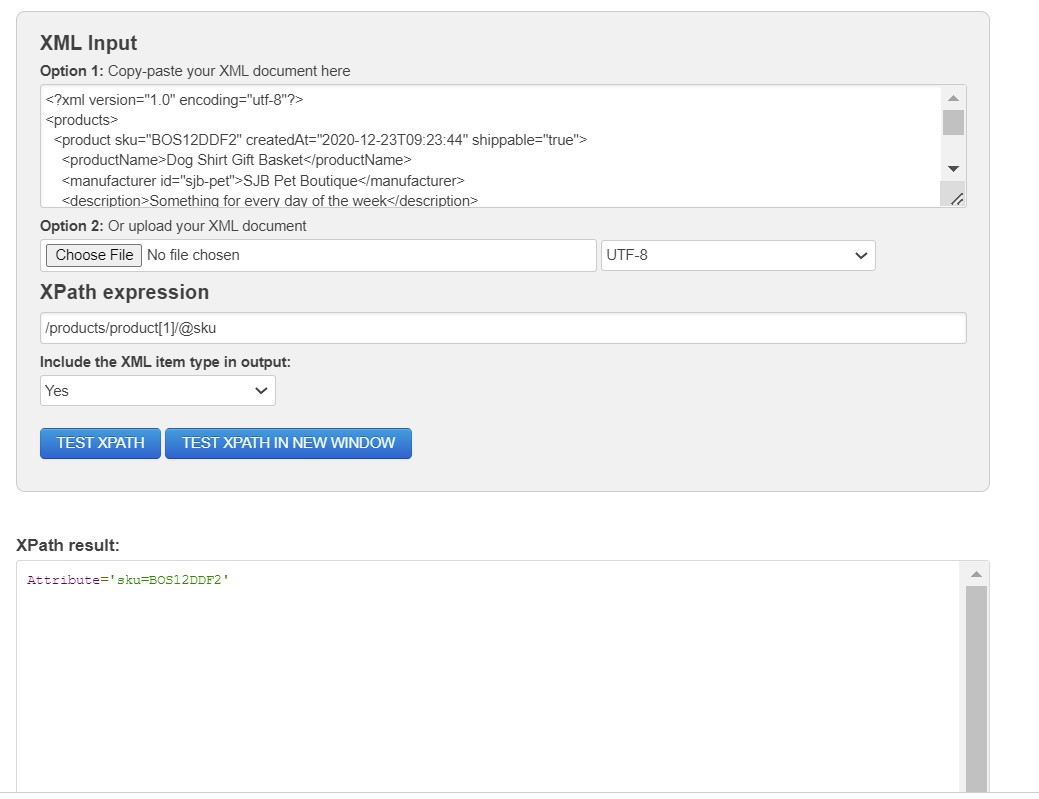 XML Input
Option 1: Copy-paste your XML document here
<?xml version="1.0" encoding="utf-8"?>
<products>
<product sku="BOS12DDF2" createdAt="2020-12-23T09:23:44" shippable="true">
<productName>Dog Shirt Gift Basket</productName>
<manufacturer id="sjb-pet">SJB Pet Boutique</manufacturer>
<description>Something for every day of the week</description>
Option 2: Or upload your XML document
Choose File No file chosen UTF-8
XPath expression
/products/product[1]/@sku
Include the XML item type in output:
Yes
TEST XPATH TEST XPATH IN NEW WINDOW
XPath result:
Attribute='sku=BOS12DDF2'